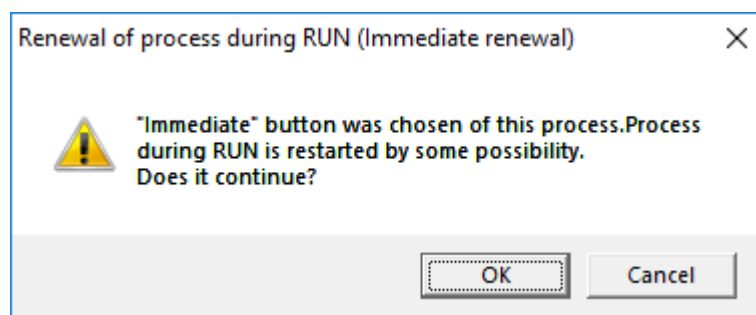 Renewal of process during RUN (Immediate renewal)
"Immediate" button was chosen of this process.Process
during RUN is restarted by some possibility.
Does it continue?
OK
Cancel